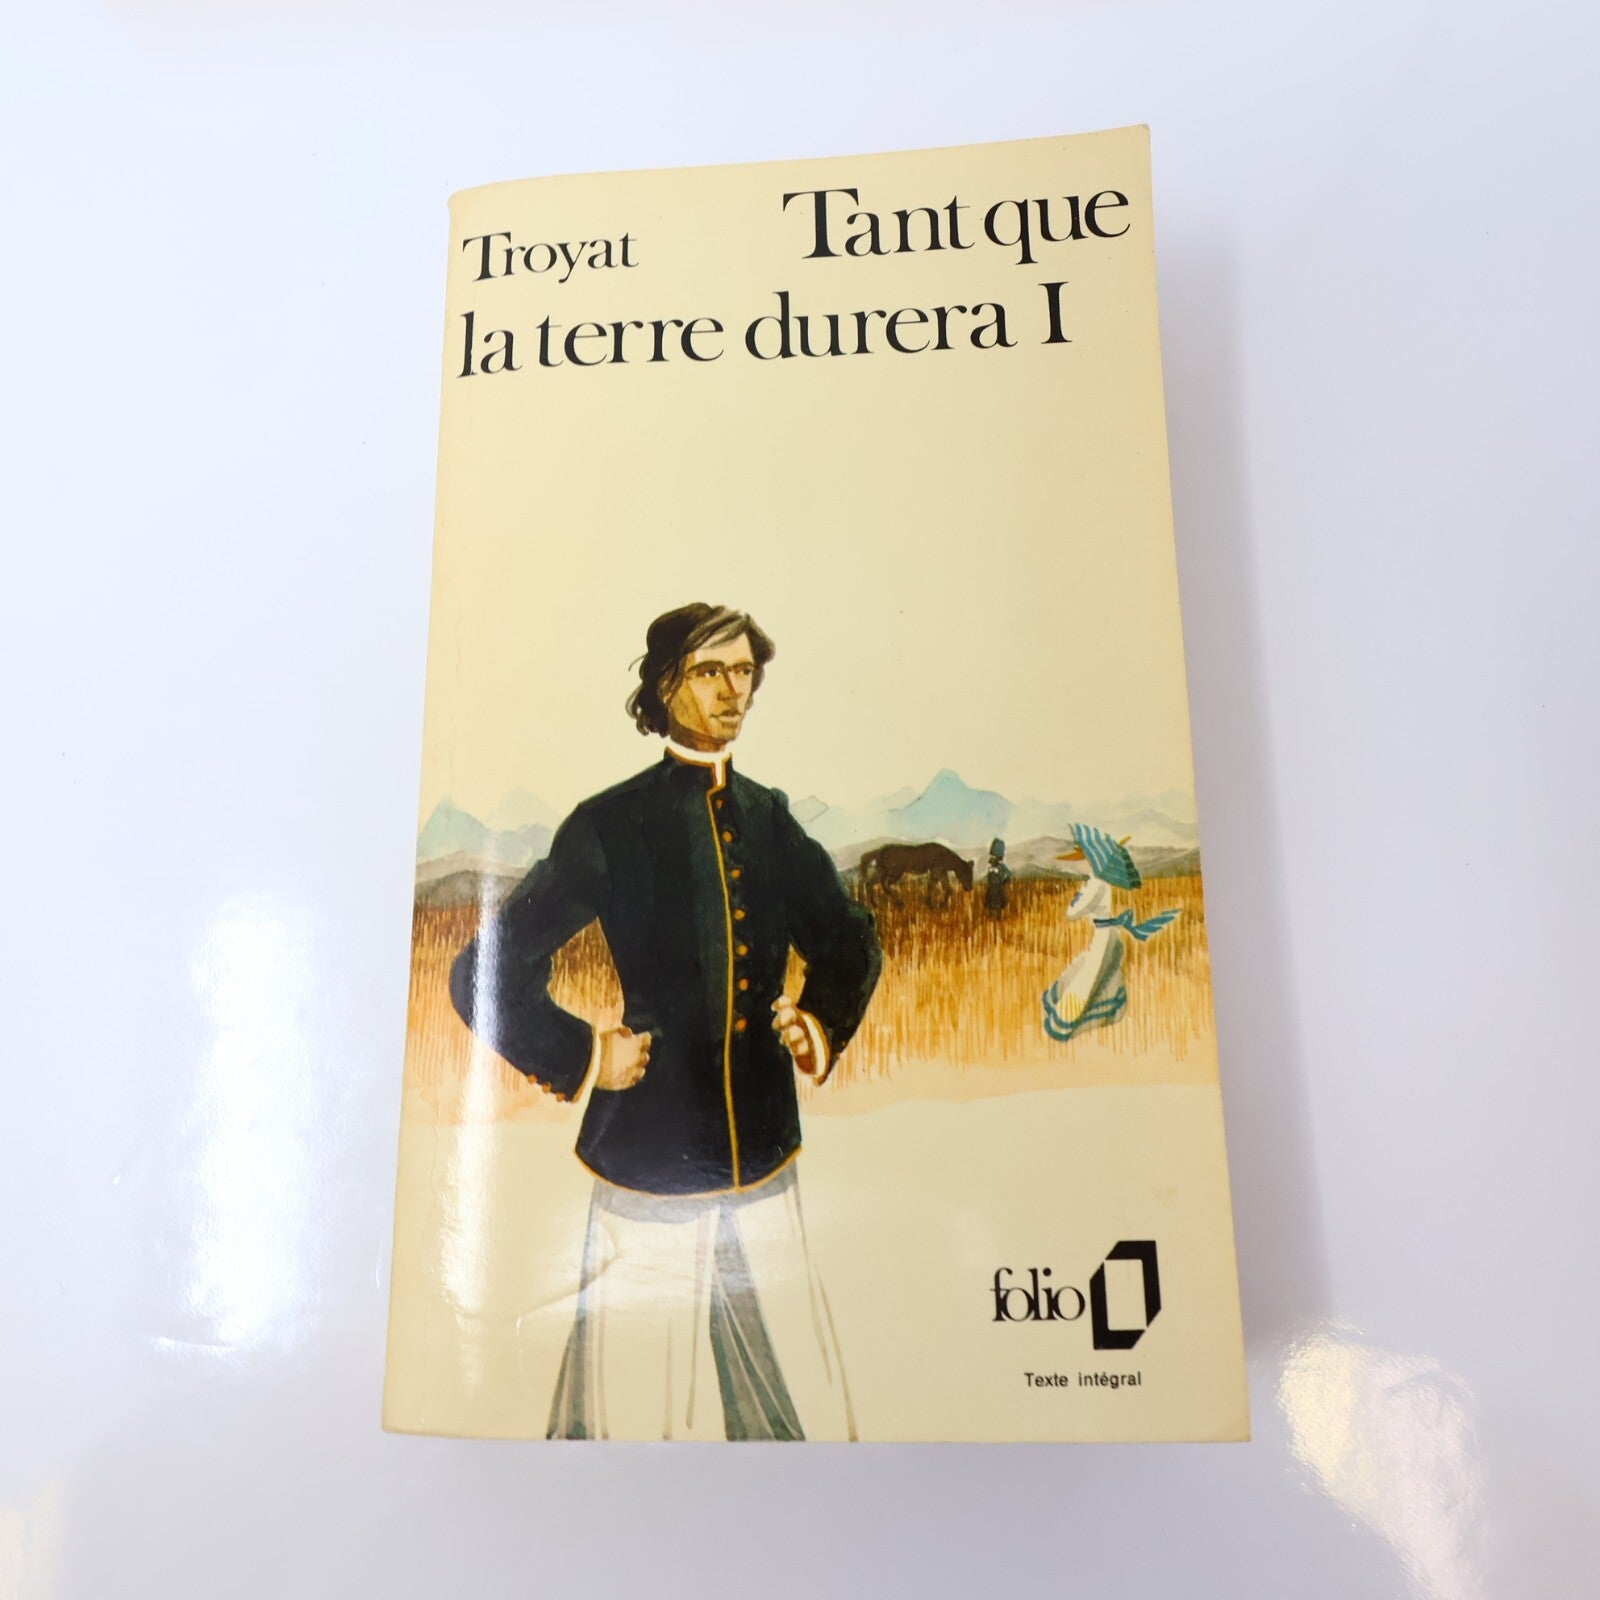 Troyat Tant que
la terre durera I
folio
Texte intégral